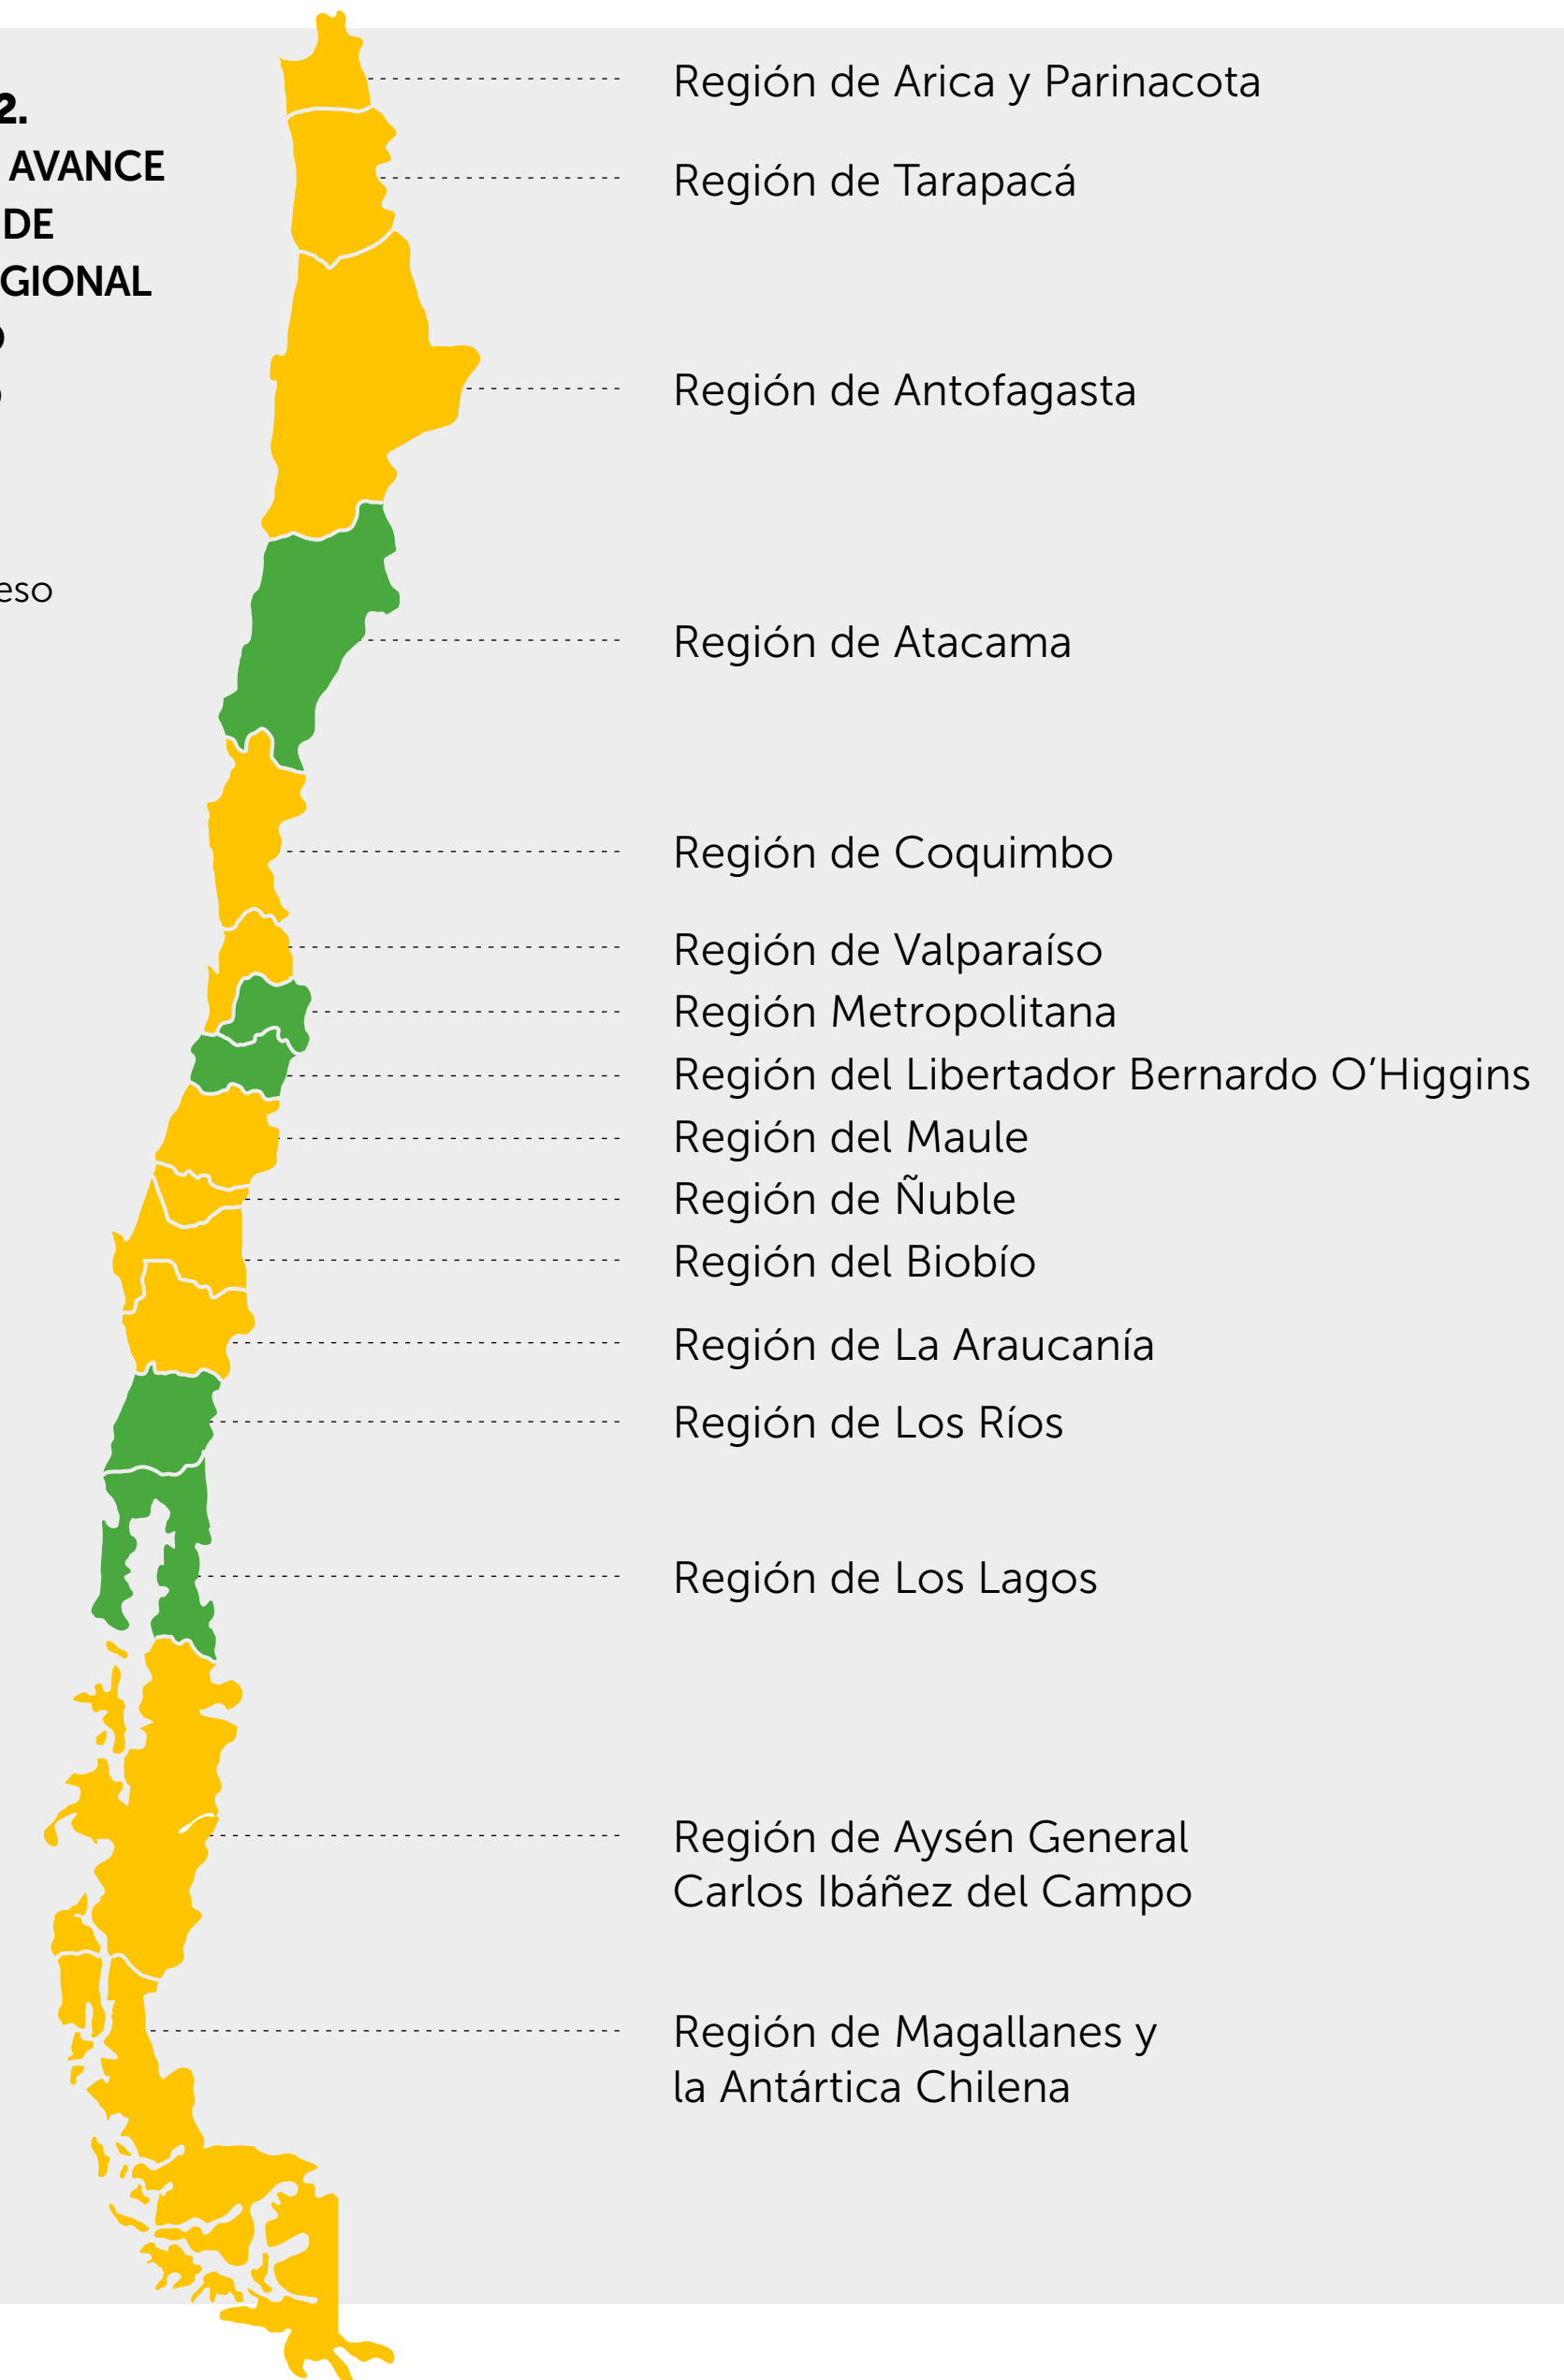 2.
AVANCE
DE
GIONAL
eso
Región de Arica y Parinacota
Región de Tarapacá
Región de Antofagasta
Región de Atacama
Región de Coquimbo
Región de Valparaíso
Región Metropolitana
Región del Libertador Bernardo O’Higgins
Región del Maule
Región de Ñuble
Región del Biobío
Región de La Araucanía
Región de Los Ríos
Región de Los Lagos
Región de Aysén General
Carlos Ibáñez del Campo
Región de Magallanes y
la Antártica Chilena